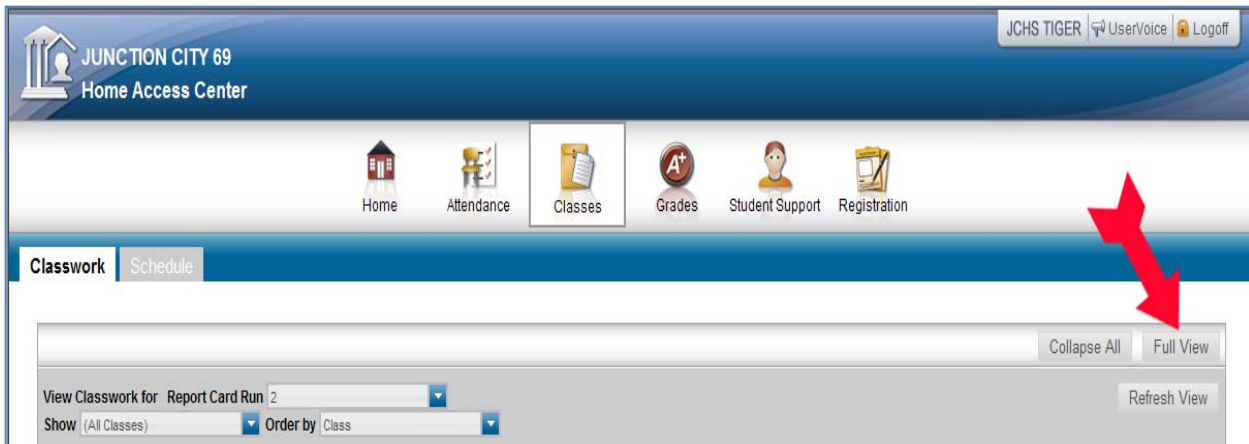 JCHS TIGER UserVoice Logoff
JUNCTION CITY 69
Home Access Center
Home Attendance Classes Grades Student Support Registration
Classwork Schedule
Collapse All Full View
View Classwork for Report Card Run 2 Refresh View
Show (All Classes) Order by Class